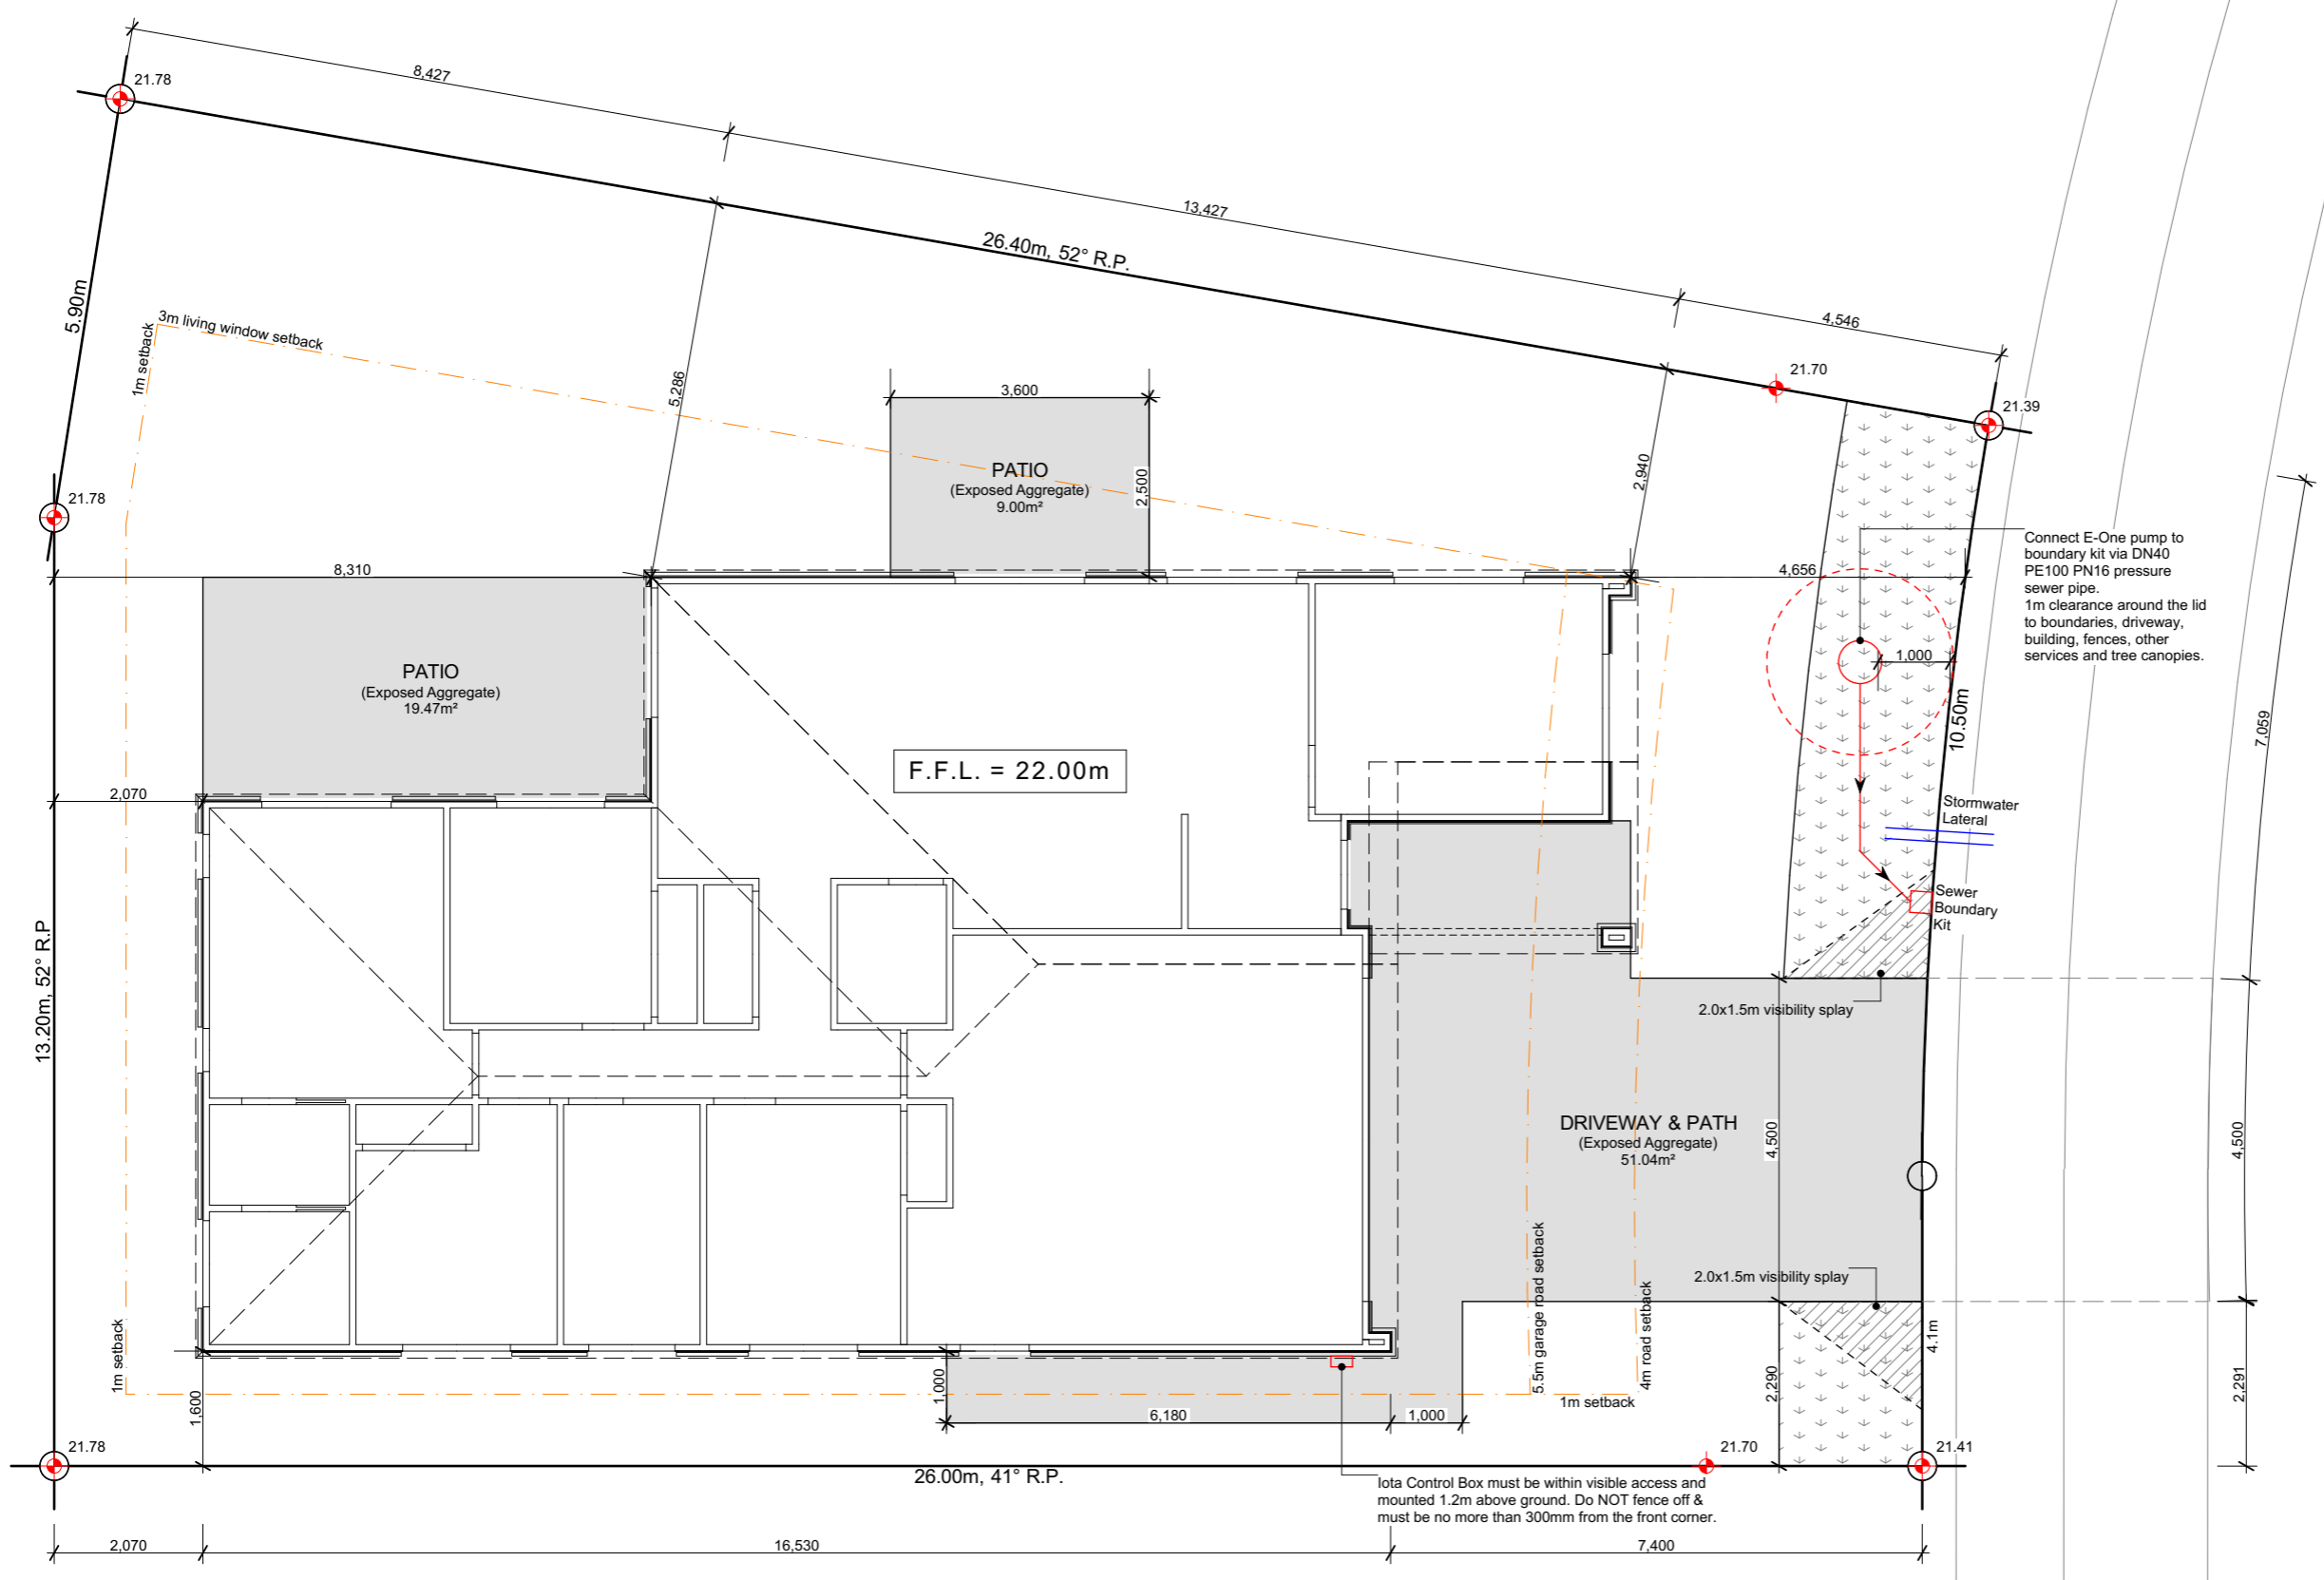 21.78
8,427
13,427
26.40m, 52° R.P.
4,546
5.90m
1m setback
3m living window setback
5,286
3,600
21.70
21.39
PATIO
(Exposed Aggregate)
9.00m²
2,500
2,940
21.78
8,310
4,656
Connect E-One pump to
boundary kit via DN40
PE100 PN16 pressure
sewer pipe.
1m clearance around the lid
to boundaries, driveway,
building, fences, other
services and tree canopies.
1,000
10.50m
7,059
PATIO
(Exposed Aggregate)
19.47m²
F.F.L. = 22.00m
2,070
Stormwater
Lateral
Sewer
Boundary
Kit
2.0x1.5m visibility splay
13.20m, 52° R.P
DRIVEWAY & PATH
(Exposed Aggregate)
51.04m²
4,500
4,500
2.0x1.5m visibility splay
5.5m garage road setback
4m road setback
4.1m
1m setback
1,600
1,000
6,180
1,000
1m setback
2,290
2,291
21.78
21.70
21.41
26.00m, 41° R.P.
Iota Control Box must be within visible access and
mounted 1.2m above ground. Do NOT fence off &
must be no more than 300mm from the front corner.
2,070
16,530
7,400